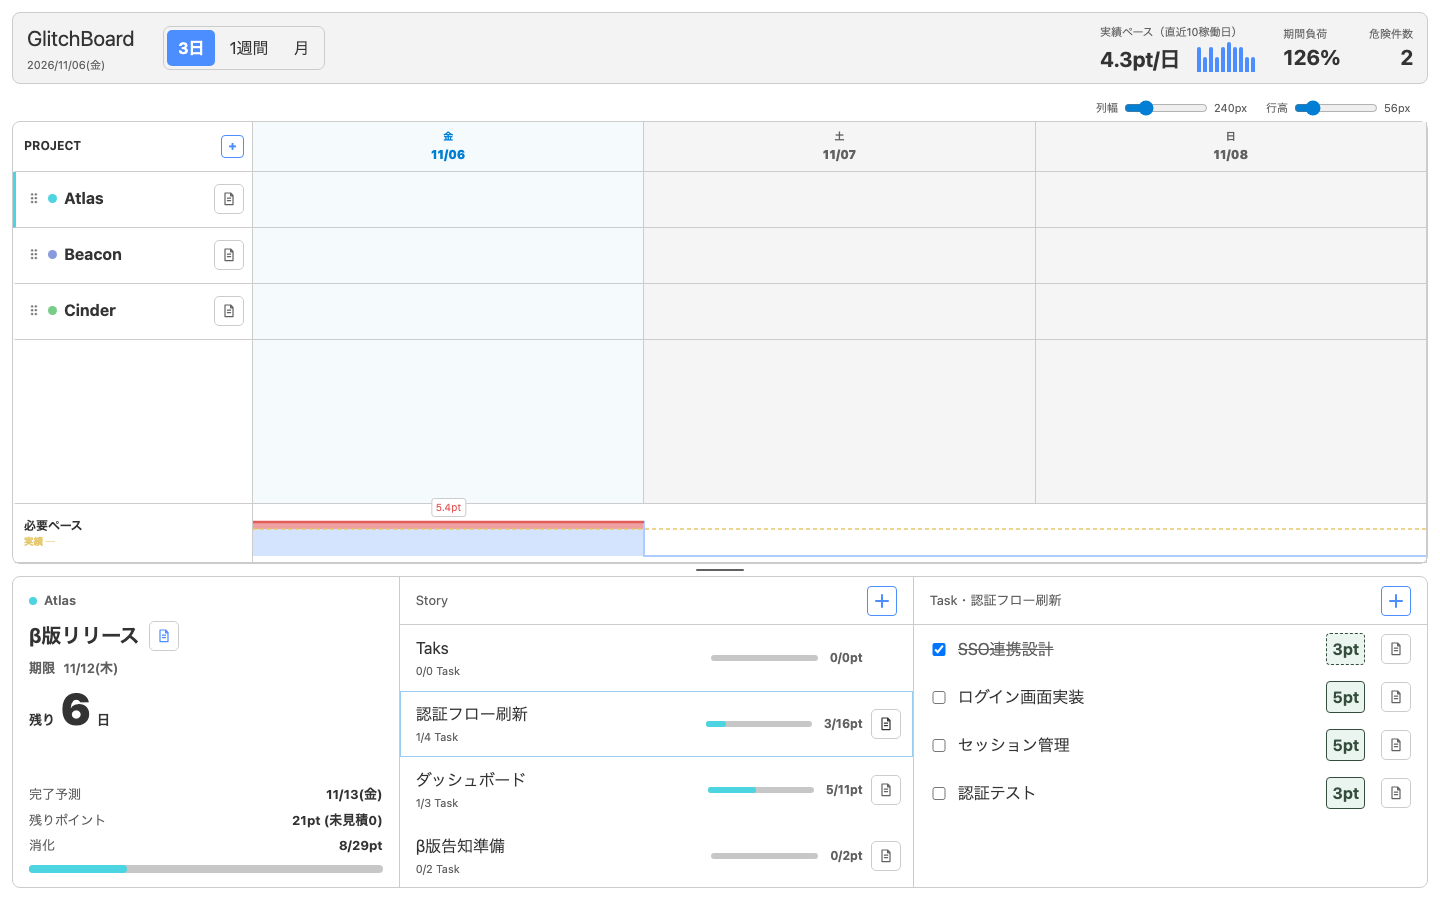 GlitchBoard
2026/11/06(金)
3日 1週間 月
実績ペース（直近10稼働日）
4.3pt/日
期間負荷
126%
危険件数
2
列幅 240px 行高 56px
PROJECT +
金
11/06
土
11/07
日
11/08
Atlas
Beacon
Cinder
必要ペース
実績
5.4pt
Atlas
β版リリース
期限 11/12(木)
残り 6 日
完了予測 11/13(金)
残りポイント 21pt (未見積0)
消化 8/29pt
Story +
Taks
0/0 Task
0/0pt
認証フロー刷新
1/4 Task
3/16pt
ダッシュボード
1/3 Task
5/11pt
β版告知準備
0/2 Task
0/2pt
Task・認証フロー刷新 +
SSO連携設計 3pt
ログイン画面実装 5pt
セッション管理 5pt
認証テスト 3pt